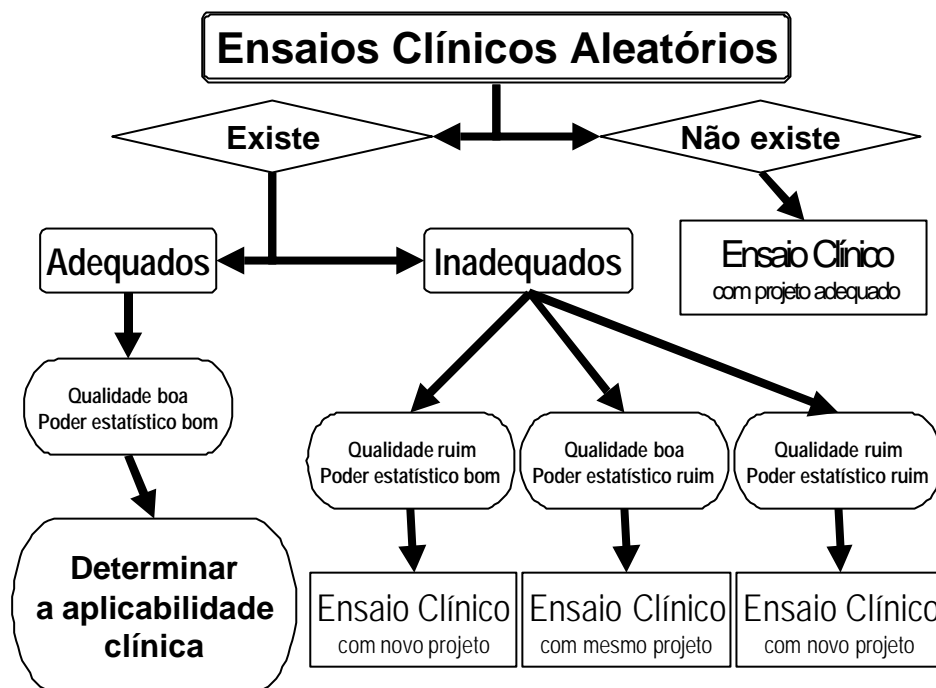 Ensaios Clínicos Aleatórios
Existe
Não existe
Adequados
Inadequados
Ensaio Clínico
com projeto adequado
Qualidade boa
Poder estatístico bom
Qualidade ruim
Poder estatístico bom
Qualidade boa
Poder estatístico ruim
Qualidade ruim
Poder estatístico ruim
Determinar
a aplicabilidade
clínica
Ensaio Clínico
com novo projeto
Ensaio Clínico
com mesmo projeto
Ensaio Clínico
com novo projeto